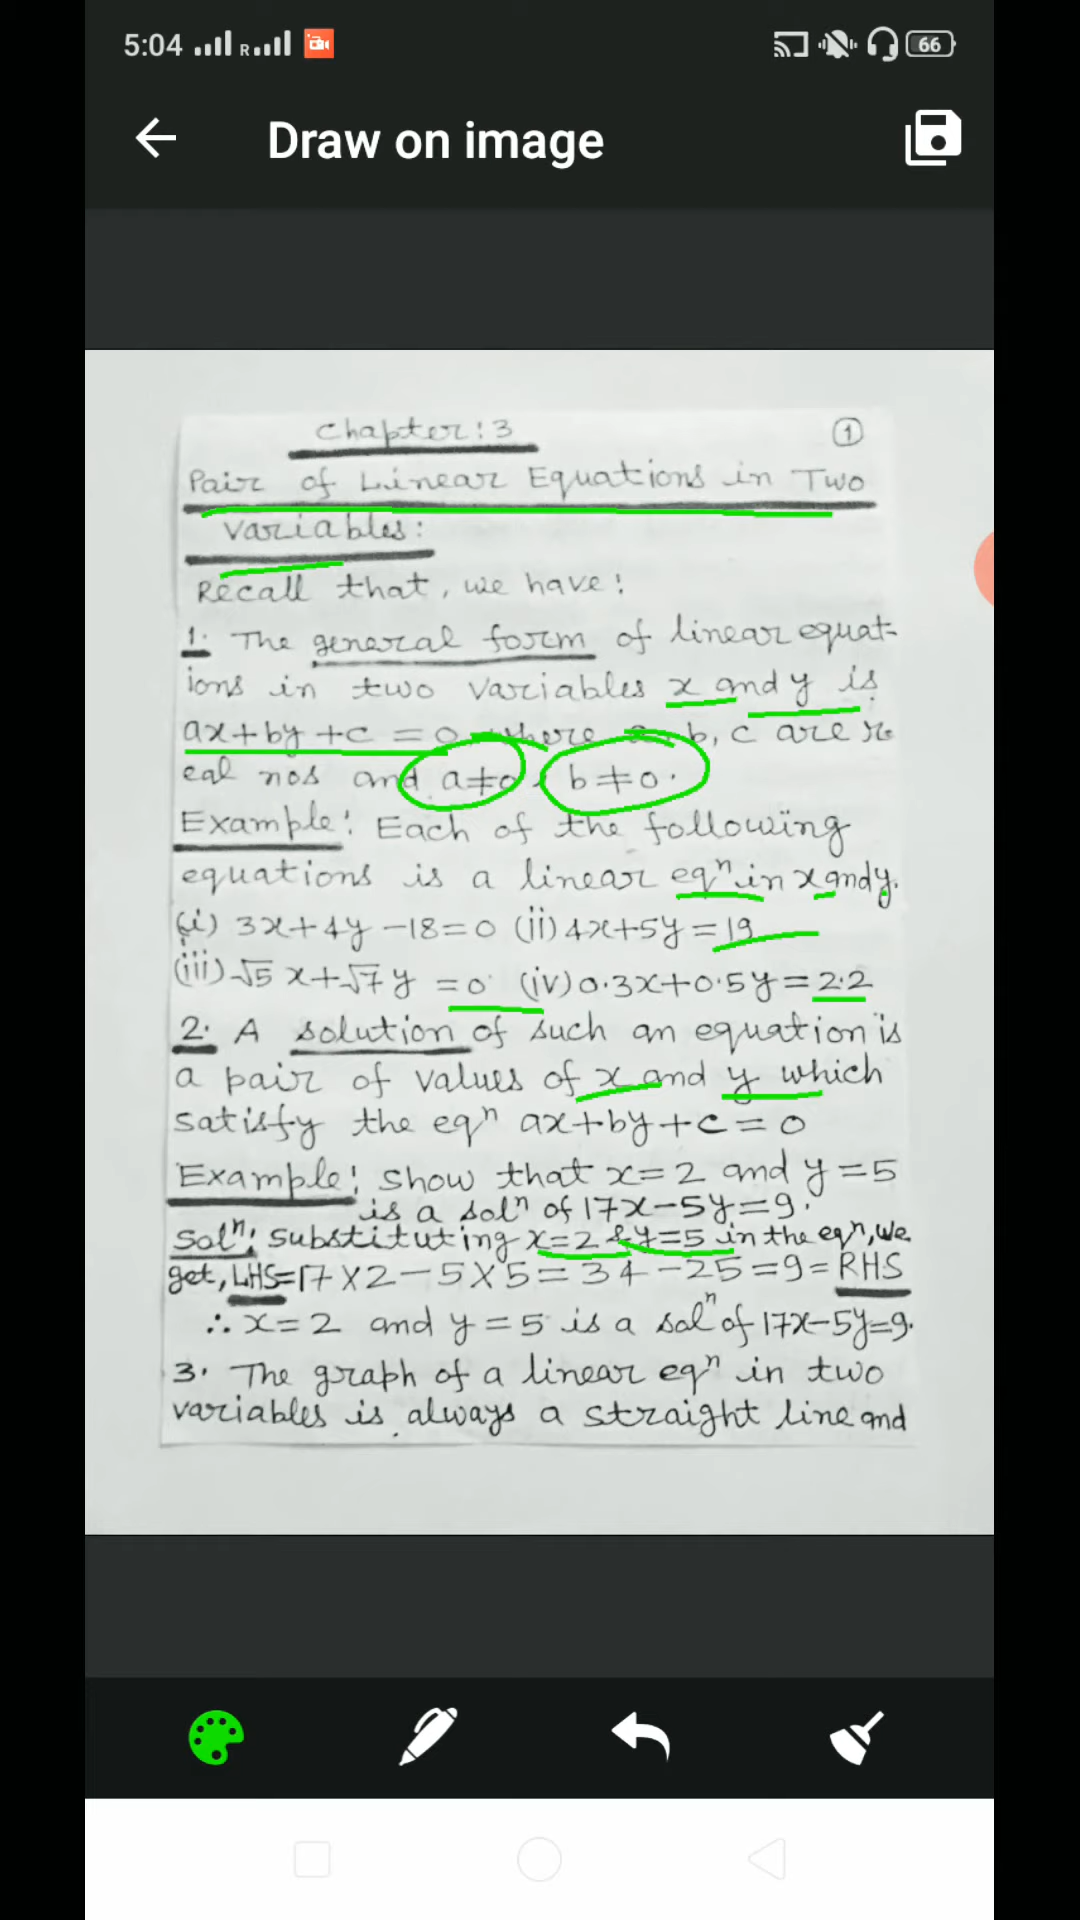 5:04 R 66
Draw on image
Chapter:3 1
Pair of Linear Equations in Two
Variables:
Recall that, we have:
1. The general form of linear equat-
ions in two variables x and y is
ax+by+c=0, where a, b, c are r
eal nos and a≠0, b≠0.
Example: Each of the following
equations is a linear eqⁿ in x and y.
(i) 3x+4y-18=0 (ii) 4x+5y=19
(iii) √5 x+√7 y =0 (iv) 0.3x+0.5y=2.2
2. A solution of such an equation is
a pair of values of x and y which
satisfy the eqⁿ ax+by+c=0
Example: Show that x=2 and y=5
is a solⁿ of 17x-5y=9.
Solⁿ: Substituting x=2 & y=5 in the eqⁿ, we
get, LHS=17×2-5×5=34-25=9=RHS
∴ x=2 and y=5 is a solⁿ of 17x-5y=9.
3. The graph of a linear eqⁿ in two
variables is always a straight line and